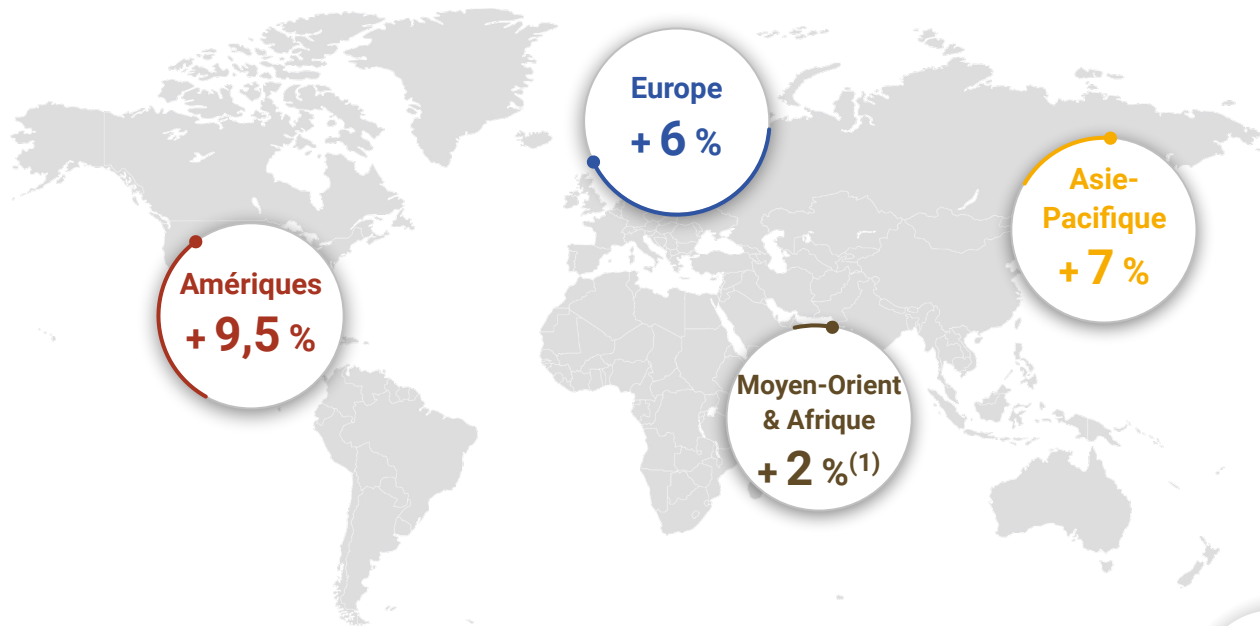 Europe
+ 6 %
Asie-
Pacifique
+ 7 %
Amériques
+ 9,5 %
Moyen-Orient
& Afrique
+ 2 %(1)